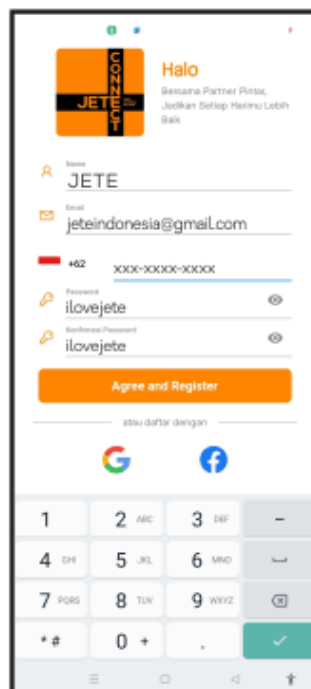 CONNECT
JETE
Halo
Bersama Partner Pintar,
Jadikan Setiap Harimu Lebih
Baik
Name
JETE
Email
jeteindonesia@gmail.com
+62 xxx-xxxx-xxxx
Password
ilovejete
Konfirmasi Password
ilovejete
Agree and Register
atau daftar dengan
1 2 ABC 3 DEF -
4 GHI 5 JKL 6 MNO
7 PQRS 8 TUV 9 WXYZ
* # 0 + .